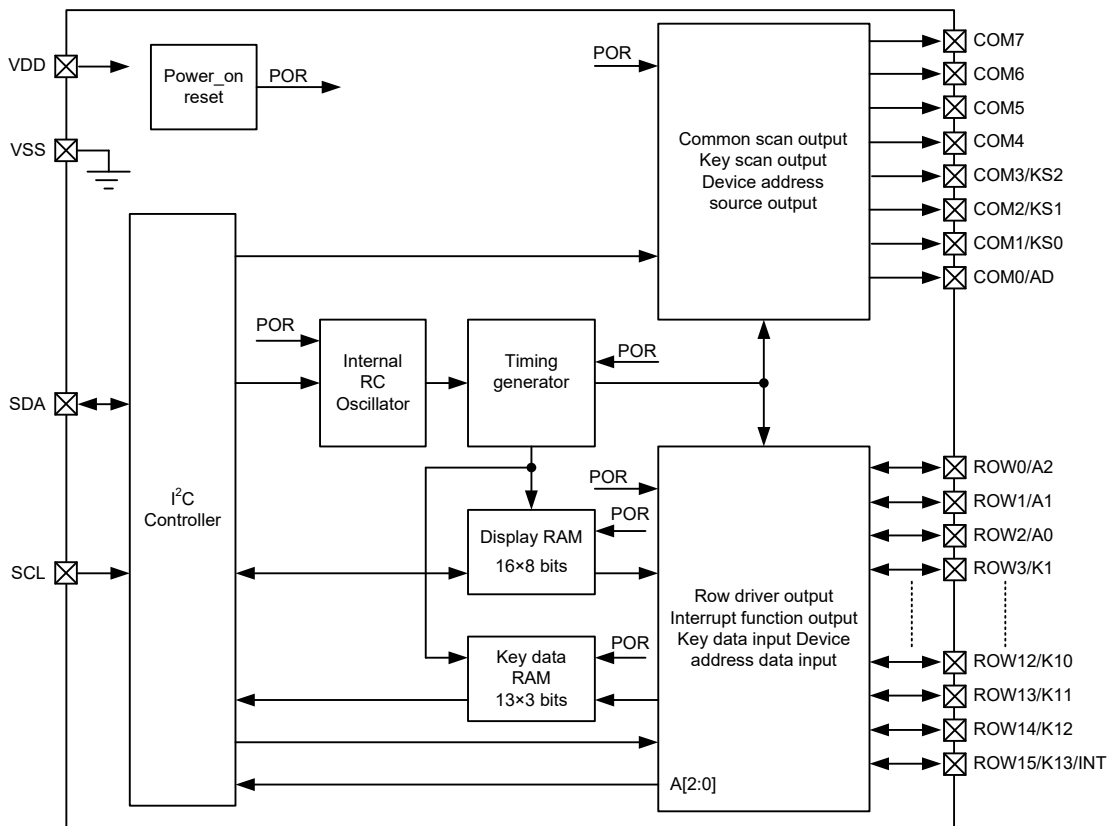 VDD
Power_on
reset
POR
POR
VSS
Common scan output
Key scan output
Device address
source output
COM7
COM6
COM5
COM4
COM3/KS2
COM2/KS1
COM1/KS0
COM0/AD
POR
Internal
RC
Oscillator
Timing
generator
POR
SDA
SCL
I²C
Controller
POR
Display RAM
16×8 bits
POR
Key data
RAM
13×3 bits
POR
Row driver output
Interrupt function output
Key data input Device
address data input
A[2:0]
ROW0/A2
ROW1/A1
ROW2/A0
ROW3/K1
ROW12/K10
ROW13/K11
ROW14/K12
ROW15/K13/INT